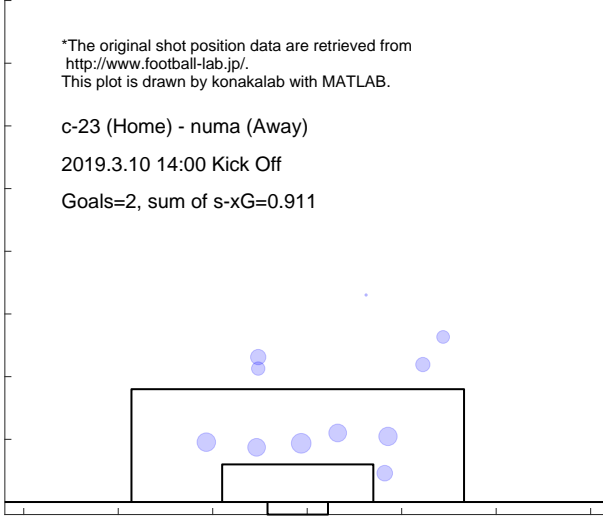 *The original shot position data are retrieved from
http://www.football-lab.jp/.
This plot is drawn by konakalab with MATLAB.
c-23 (Home) - numa (Away)
2019.3.10 14:00 Kick Off
Goals=2, sum of s-xG=0.911